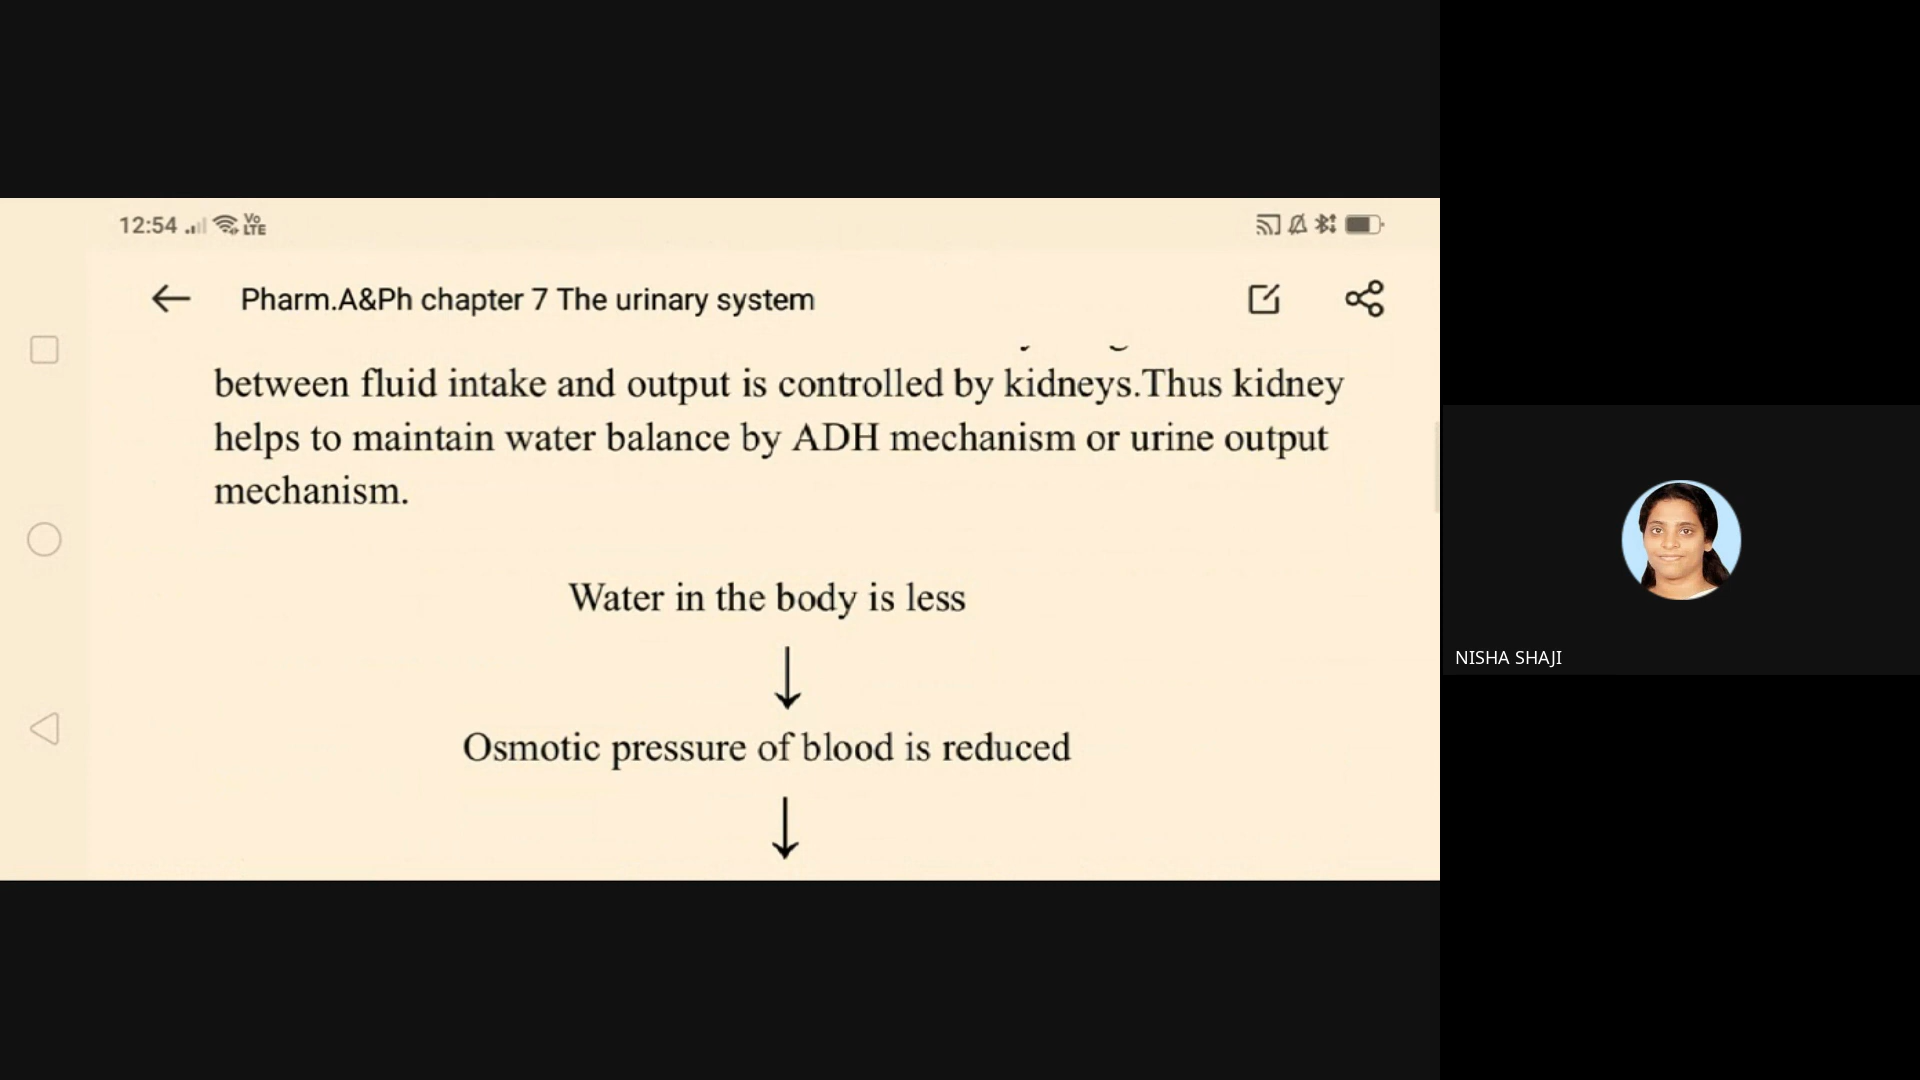 12:54 Vo LTE
Pharm.A&Ph chapter 7 The urinary system
between fluid intake and output is controlled by kidneys.Thus kidney
helps to maintain water balance by ADH mechanism or urine output
mechanism.
Water in the body is less
Osmotic pressure of blood is reduced
NISHA SHAJI